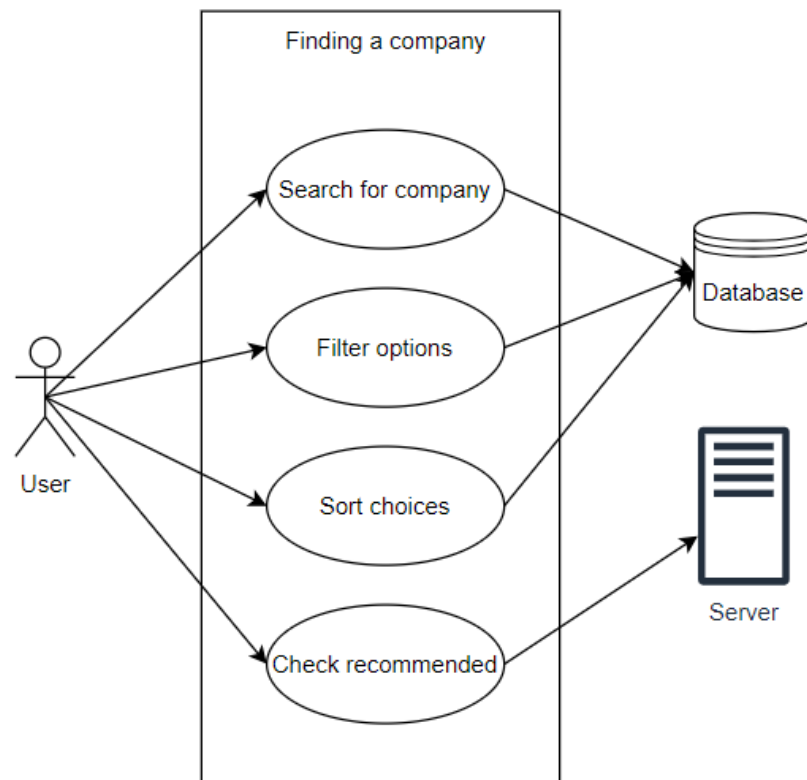 Finding a company
Search for company
Database
Filter options
User
Sort choices
Server
Check recommended